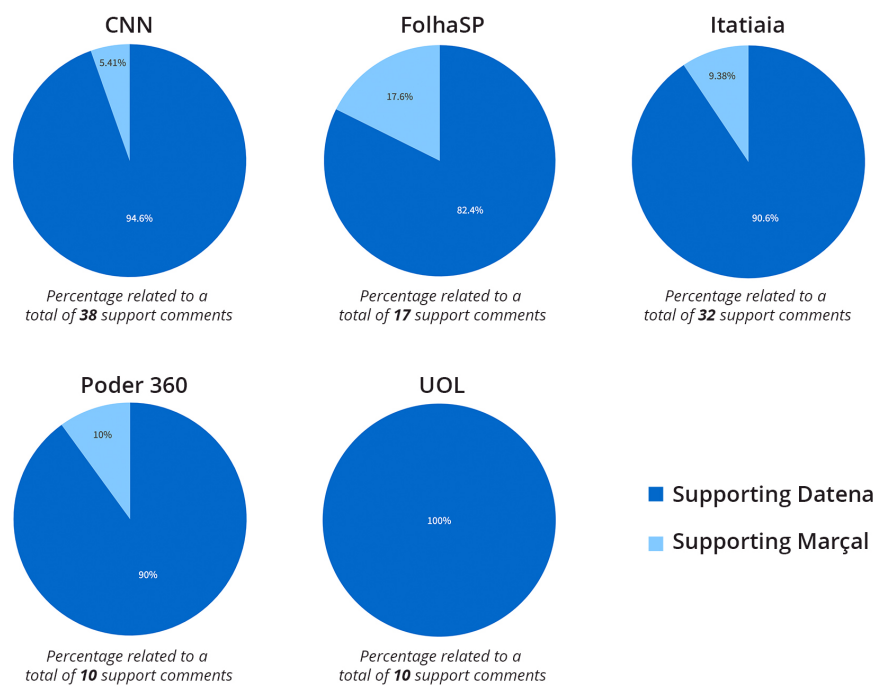 CNN
5.41%
94.6%
Percentage related to a
total of 38 support comments
FolhaSP
17.6%
82.4%
Percentage related to a
total of 17 support comments
Itatiaia
9.38%
90.6%
Percentage related to a
total of 32 support comments
Poder 360
10%
90%
Percentage related to a
total of 10 support comments
UOL
100%
Percentage related to a
total of 10 support comments
Supporting Datena
Supporting Marçal